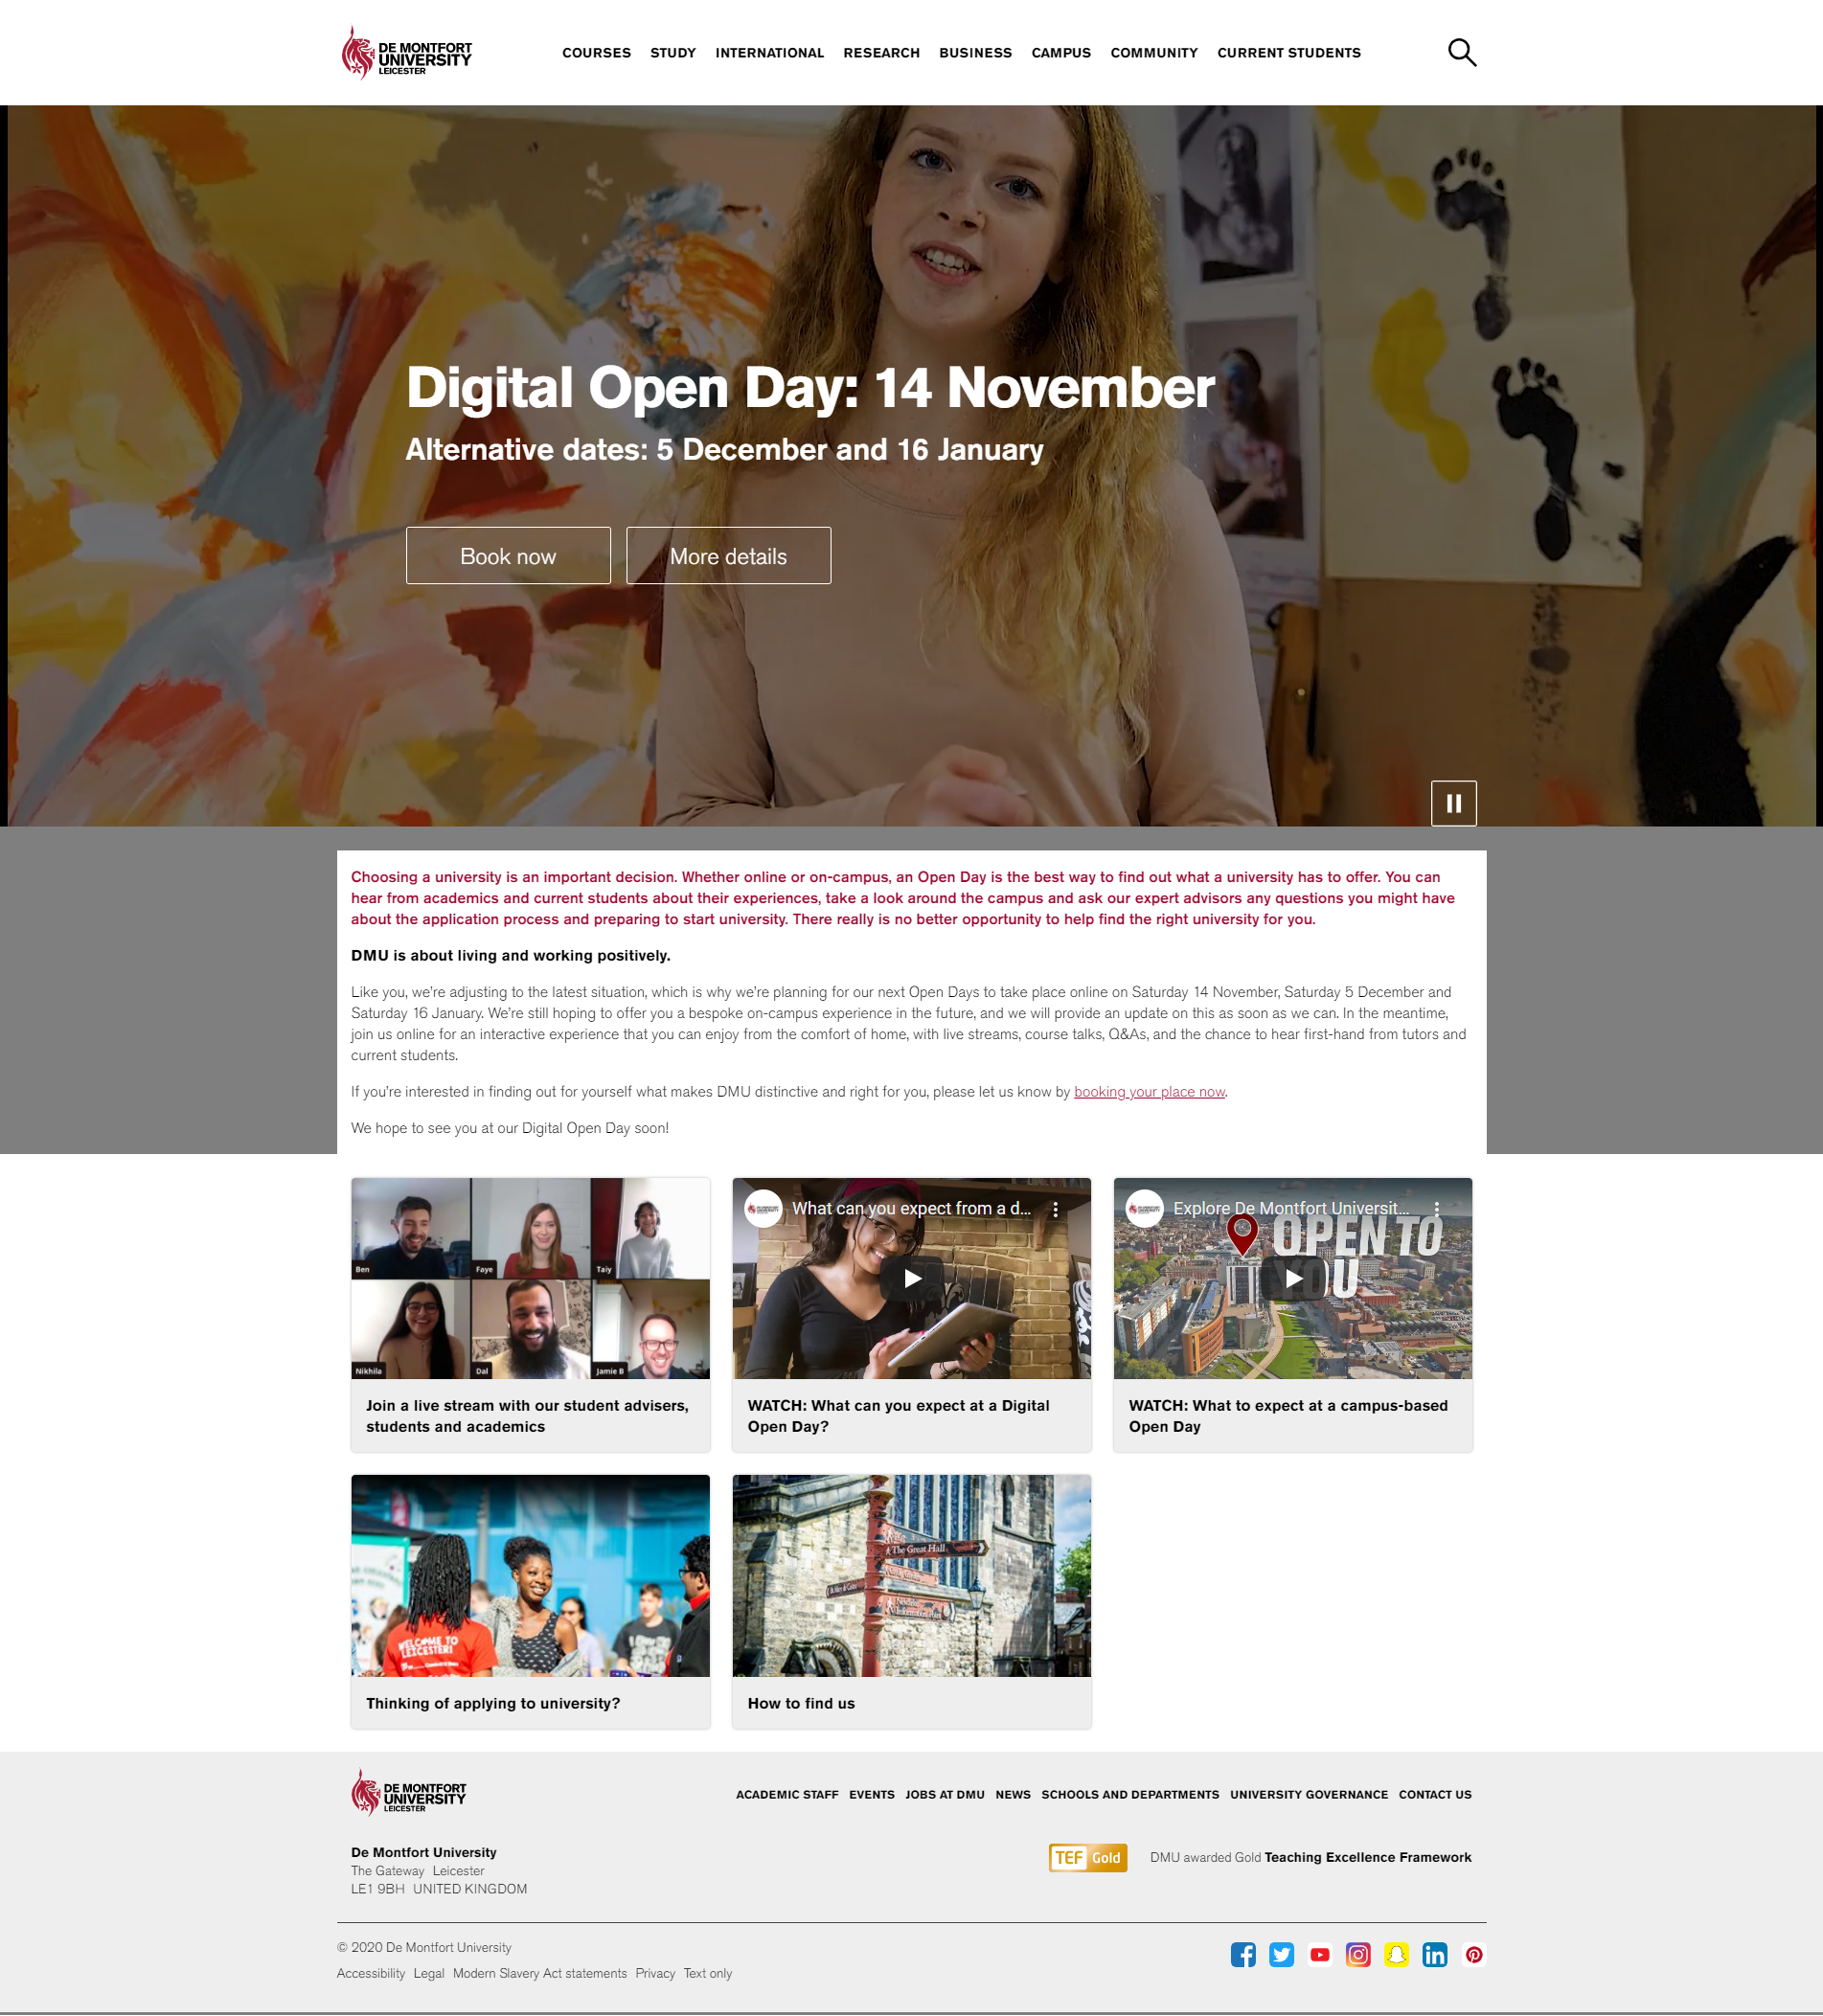 DE MONTFORT
UNIVERSITY
LEICESTER
COURSES STUDY INTERNATIONAL RESEARCH BUSINESS CAMPUS COMMUNITY CURRENT STUDENTS
Digital Open Day: 14 November
Alternative dates: 5 December and 16 January
Book now More details
Choosing a university is an important decision. Whether online or on-campus, an Open Day is the best way to find out what a university has to offer. You can
hear from academics and current students about their experiences, take a look around the campus and ask our expert advisors any questions you might have
about the application process and preparing to start university. There really is no better opportunity to help find the right university for you.
DMU is about living and working positively.
Like you, we're adjusting to the latest situation, which is why we're planning for our next Open Days to take place online on Saturday 14 November, Saturday 5 December and
Saturday 16 January. We're still hoping to offer you a bespoke on-campus experience in the future, and we will provide an update on this as soon as we can. In the meantime,
join us online for an interactive experience that you can enjoy from the comfort of home, with live streams, course talks, Q&As, and the chance to hear first-hand from tutors and
current students.
If you're interested in finding out for yourself what makes DMU distinctive and right for you, please let us know by booking your place now.
We hope to see you at our Digital Open Day soon!
Ben Faye Taiy
Nikhila Dal Jamie B
Join a live stream with our student advisers,
students and academics
What can you expect from a d...
WATCH: What can you expect at a Digital
Open Day?
Explore De Montfort Universit...
OPEN TO
YOU
WATCH: What to expect at a campus-based
Open Day
WELCOME TO
LEICESTER!
Thinking of applying to university?
The Great Hall
How to find us
DE MONTFORT
UNIVERSITY
LEICESTER
ACADEMIC STAFF EVENTS JOBS AT DMU NEWS SCHOOLS AND DEPARTMENTS UNIVERSITY GOVERNANCE CONTACT US
De Montfort University
The Gateway Leicester
LE1 9BH UNITED KINGDOM
TEF Gold
DMU awarded Gold Teaching Excellence Framework
© 2020 De Montfort University
Accessibility Legal Modern Slavery Act statements Privacy Text only